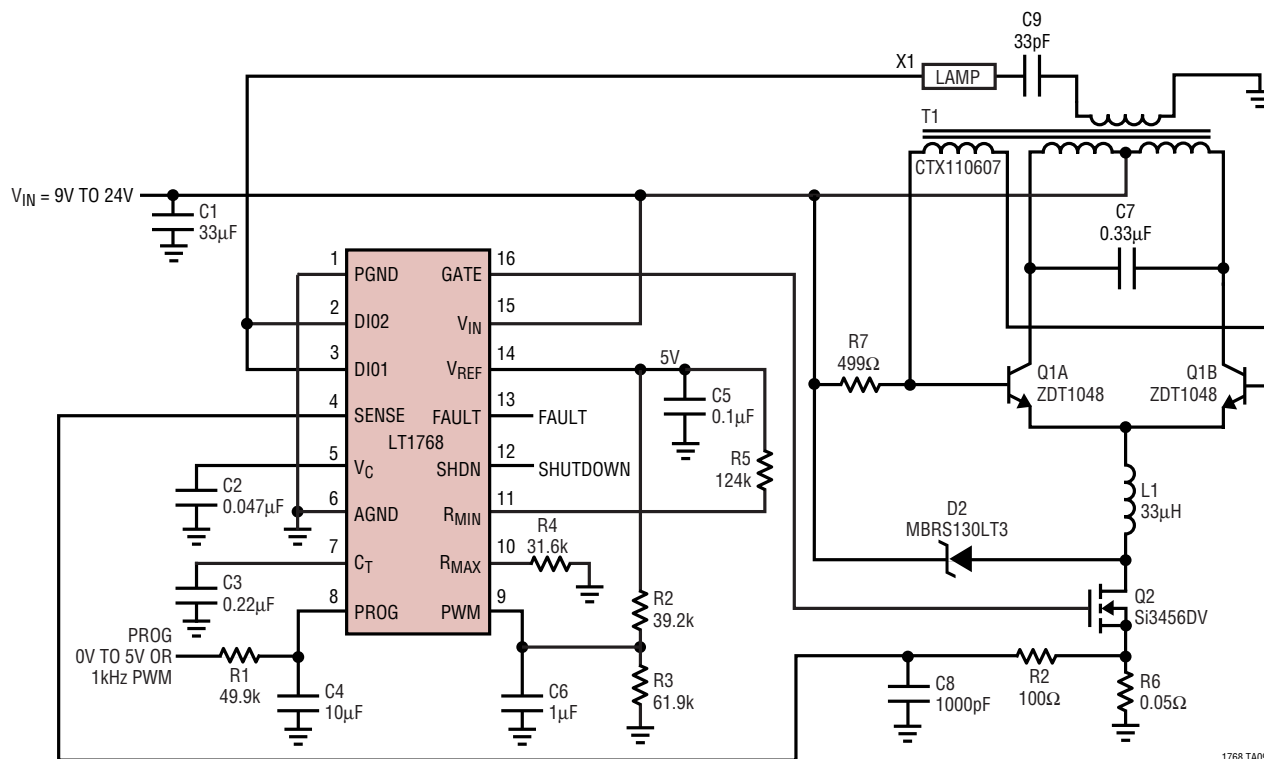 C9
33pF
X1
LAMP
T1
CTX110607
V_IN = 9V TO 24V
C1
33µF
C7
0.33µF
1
PGND
GATE
16
2
DI02
V_IN
15
3
DI01
V_REF
14
5V
4
SENSE
FAULT
13
FAULT
LT1768
5
V_C
SHDN
12
SHUTDOWN
6
AGND
R_MIN
11
7
C_T
R_MAX
10
8
PROG
PWM
9
R7
499Ω
Q1A
ZDT1048
Q1B
ZDT1048
C5
0.1µF
R5
124k
C2
0.047µF
R4
31.6k
L1
33µH
D2
MBRS130LT3
C3
0.22µF
R2
39.2k
Q2
Si3456DV
PROG
0V TO 5V OR
1kHz PWM
R1
49.9k
C4
10µF
C6
1µF
R3
61.9k
C8
1000pF
R2
100Ω
R6
0.05Ω